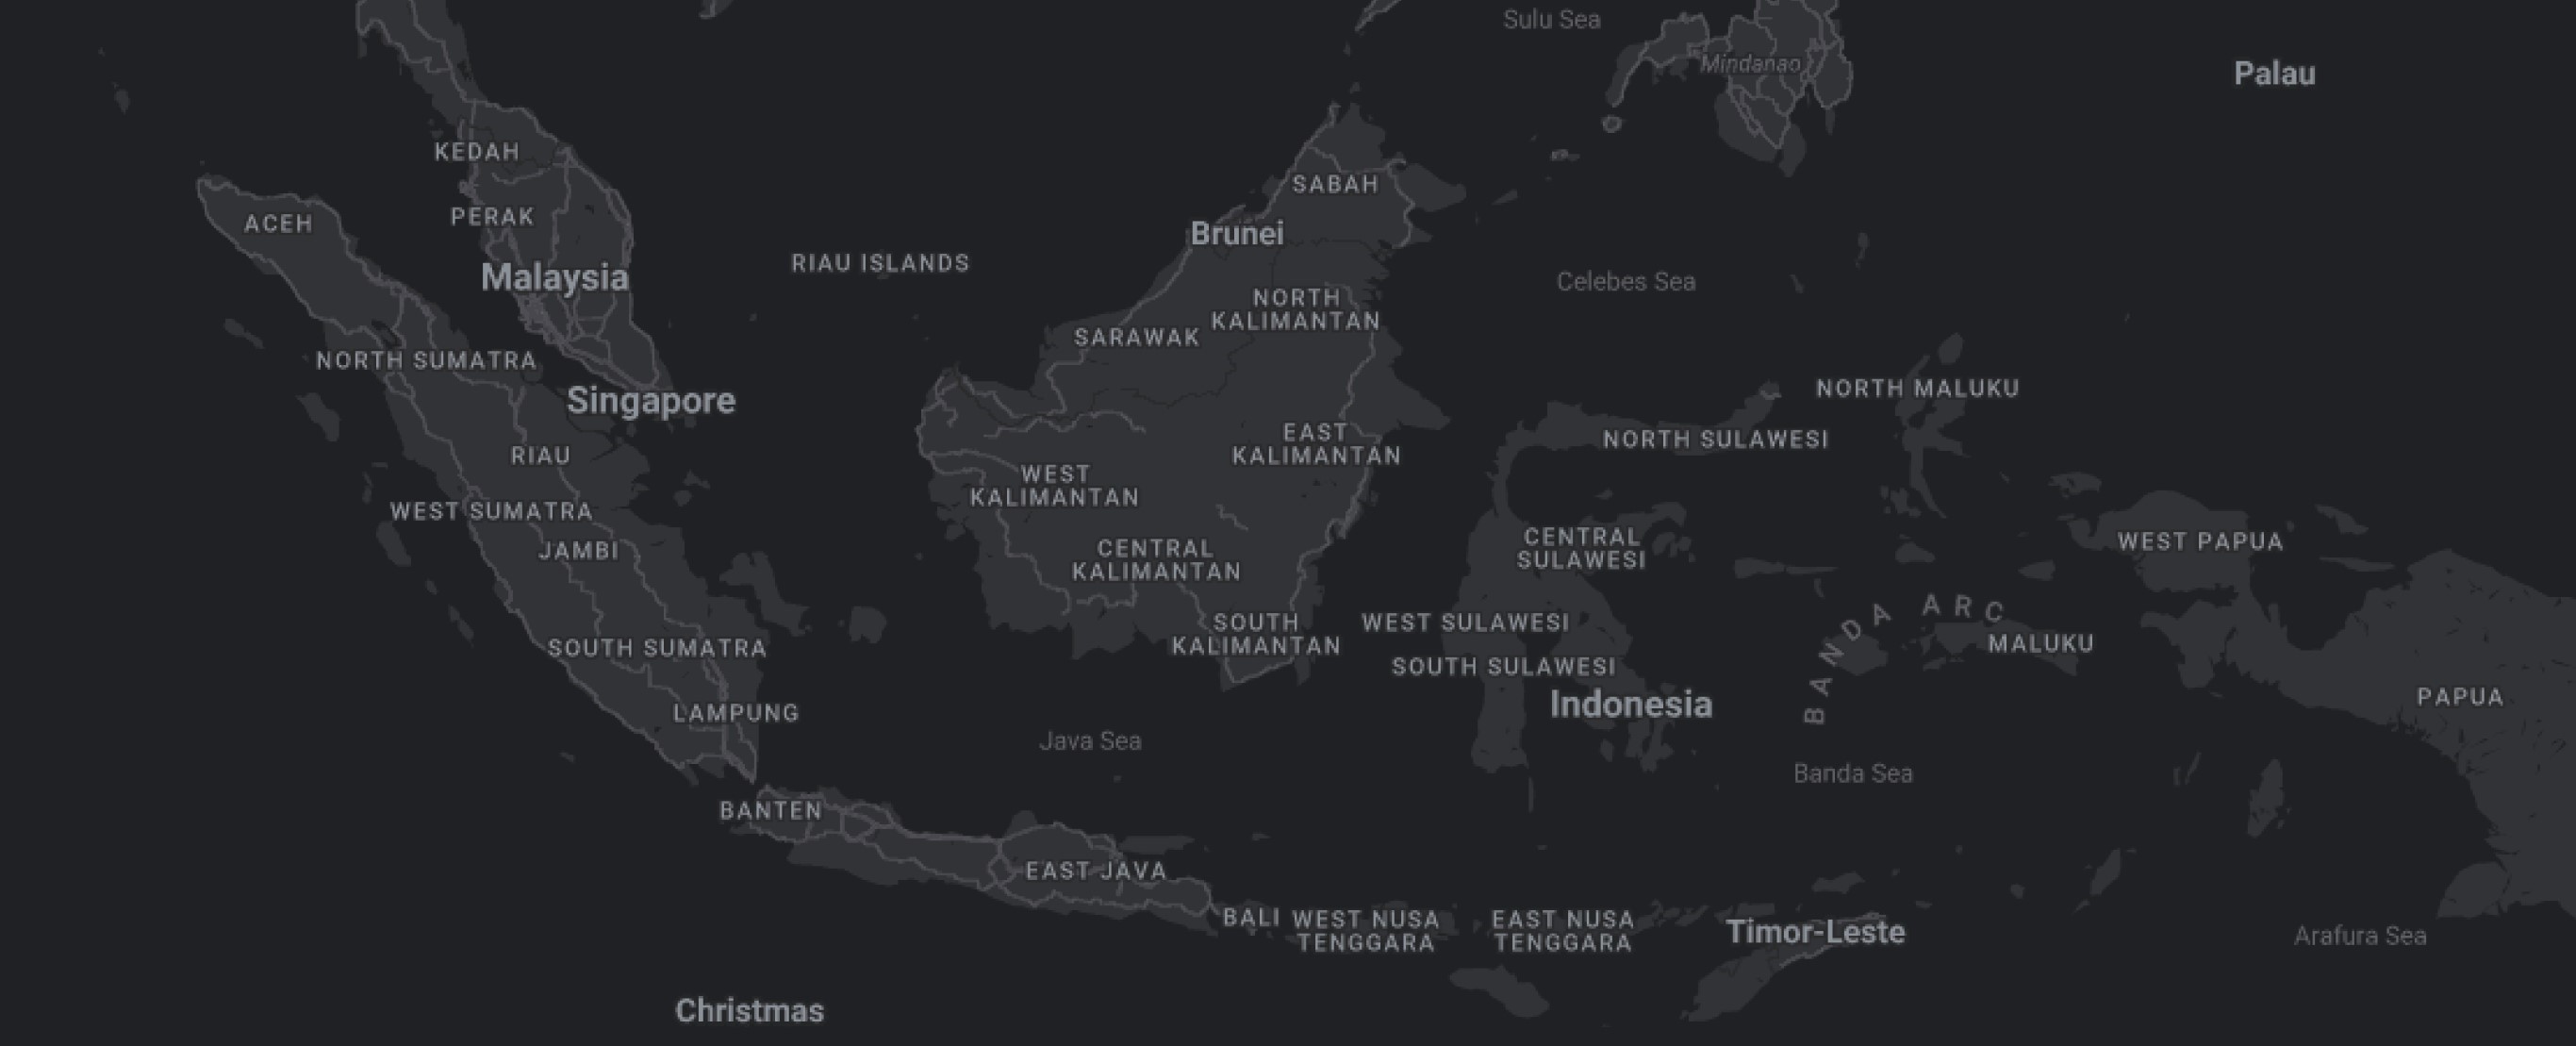 Sulu Sea
Mindanao
Palau
KEDAH
SABAH
PERAK
ACEH
Brunei
RIAU ISLANDS
Malaysia
Celebes Sea
NORTH
KALIMANTAN
SARAWAK
NORTH SUMATRA
NORTH MALUKU
Singapore
EAST
KALIMANTAN
NORTH SULAWESI
RIAU
WEST
KALIMANTAN
WEST SUMATRA
CENTRAL
SULAWESI
WEST PAPUA
JAMBI
CENTRAL
KALIMANTAN
BANDA ARC
SOUTH
KALIMANTAN
WEST SULAWESI
MALUKU
SOUTH SUMATRA
SOUTH SULAWESI
PAPUA
Indonesia
LAMPUNG
Java Sea
Banda Sea
BANTEN
EAST JAVA
BALI
WEST NUSA
TENGGARA
EAST NUSA
TENGGARA
Timor-Leste
Arafura Sea
Christmas